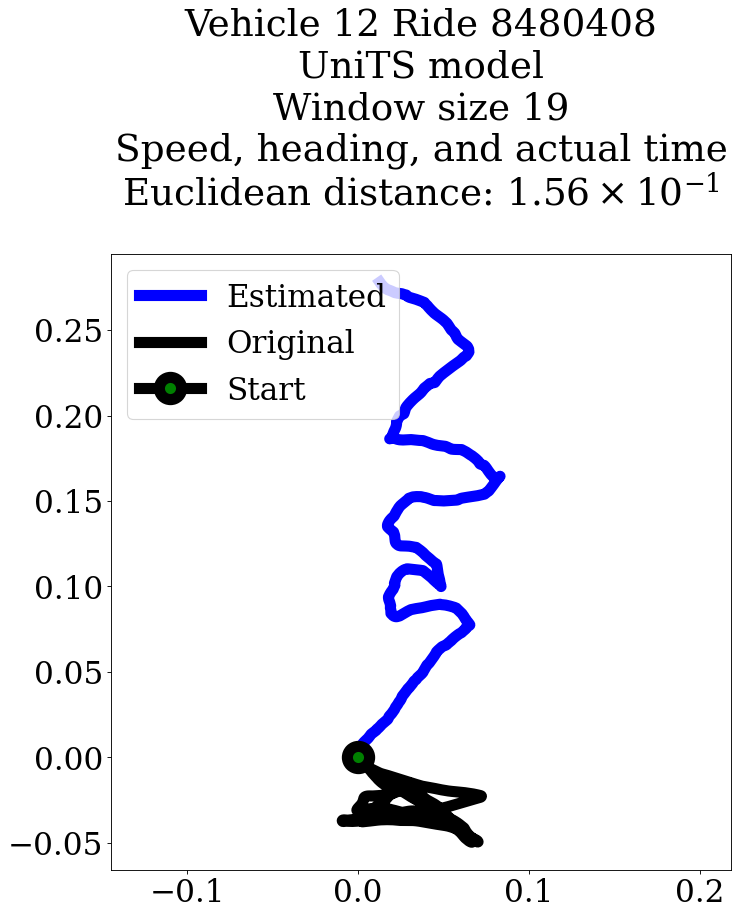 Vehicle 12 Ride 8480408
UniTS model
Window size 19
Speed, heading, and actual time
Euclidean distance: 1.56 × 10⁻¹
Estimated
Original
Start
0.25
0.20
0.15
0.10
0.05
0.00
−0.05
−0.1 0.0 0.1 0.2